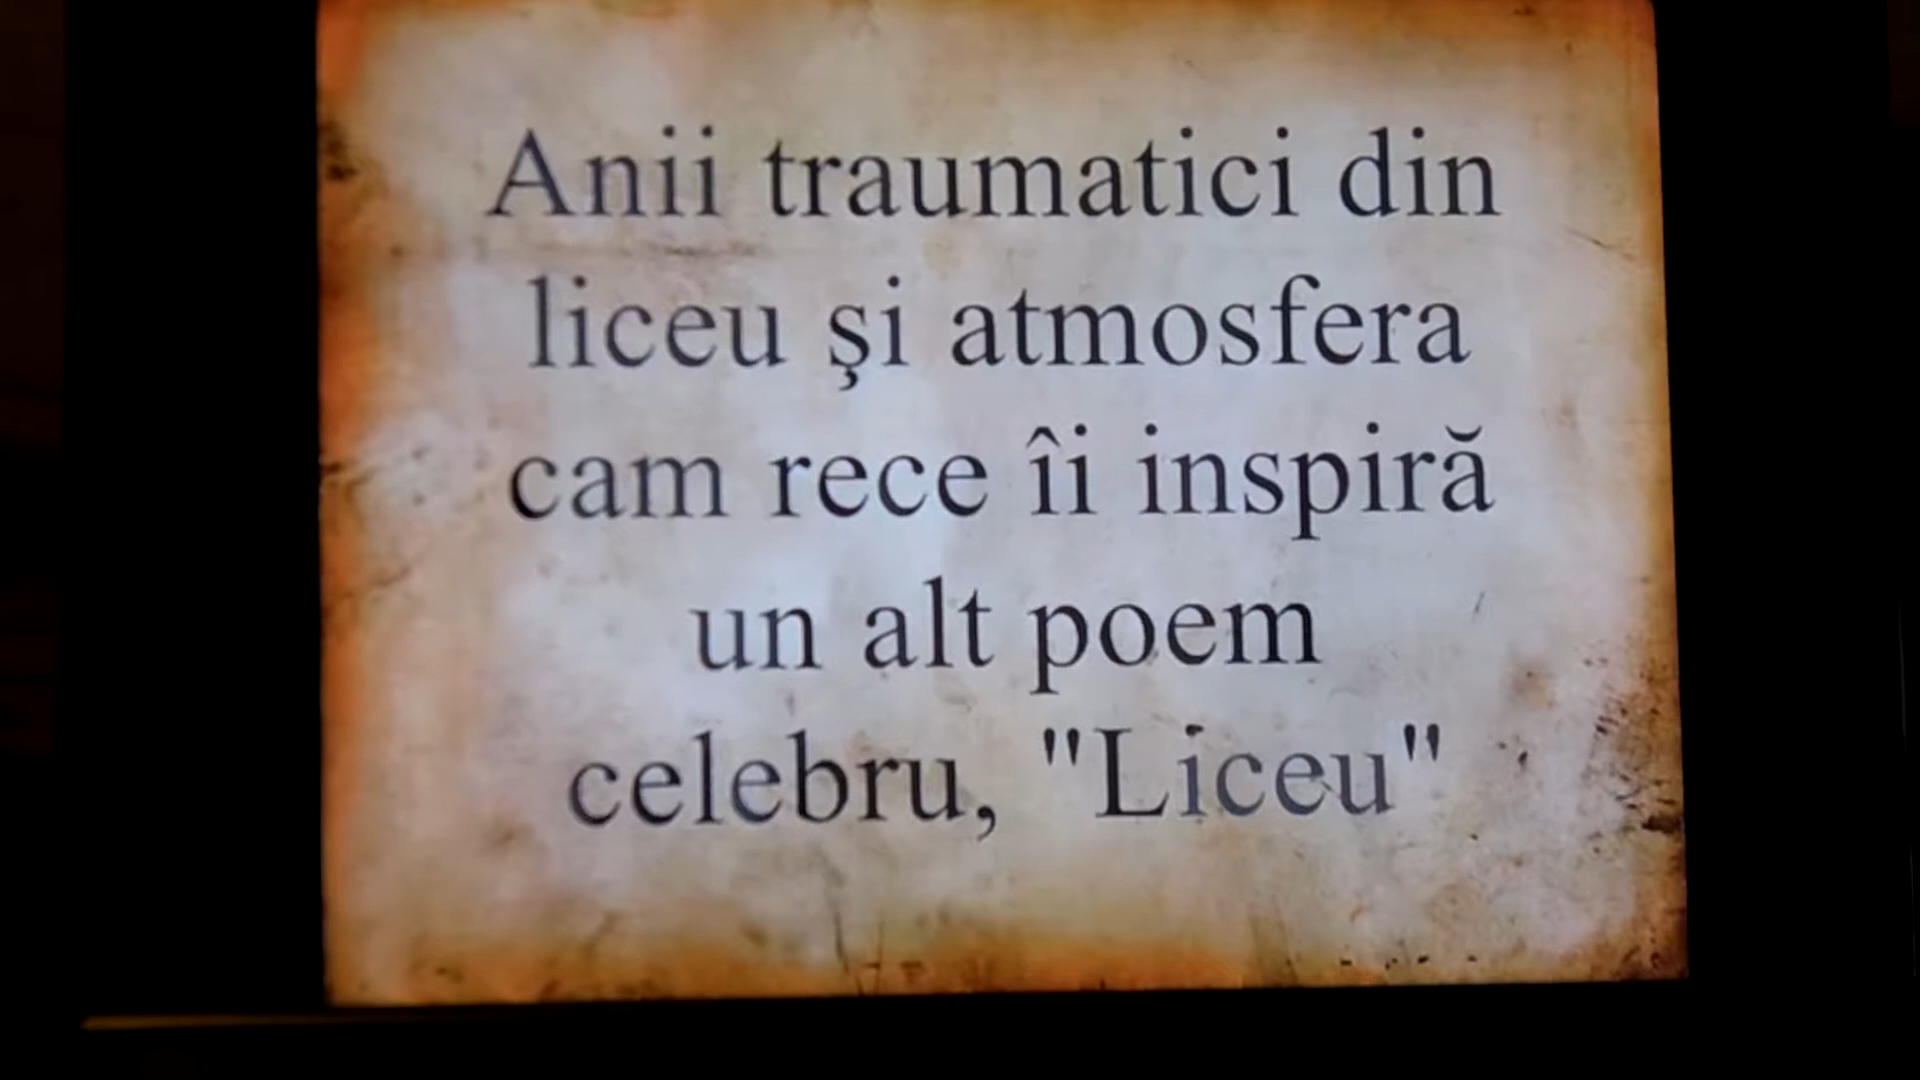 Anii traumatici din
liceu şi atmosfera
cam rece îi inspiră
un alt poem
celebru, "Liceu"